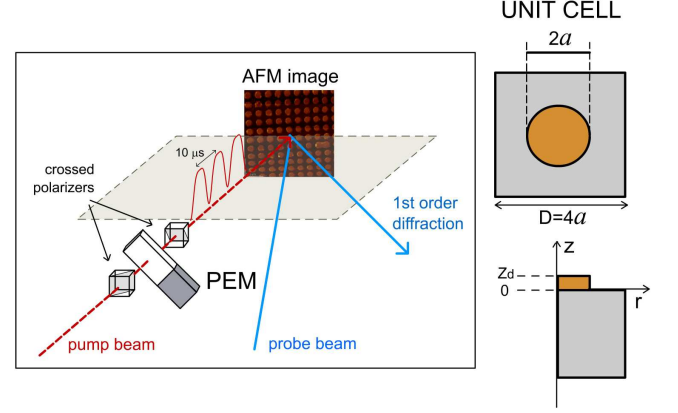 UNIT CELL
2a
AFM image
10 μs
crossed
polarizers
1st order
diffraction
D=4a
PEM
z
Zd
0
r
pump beam
probe beam